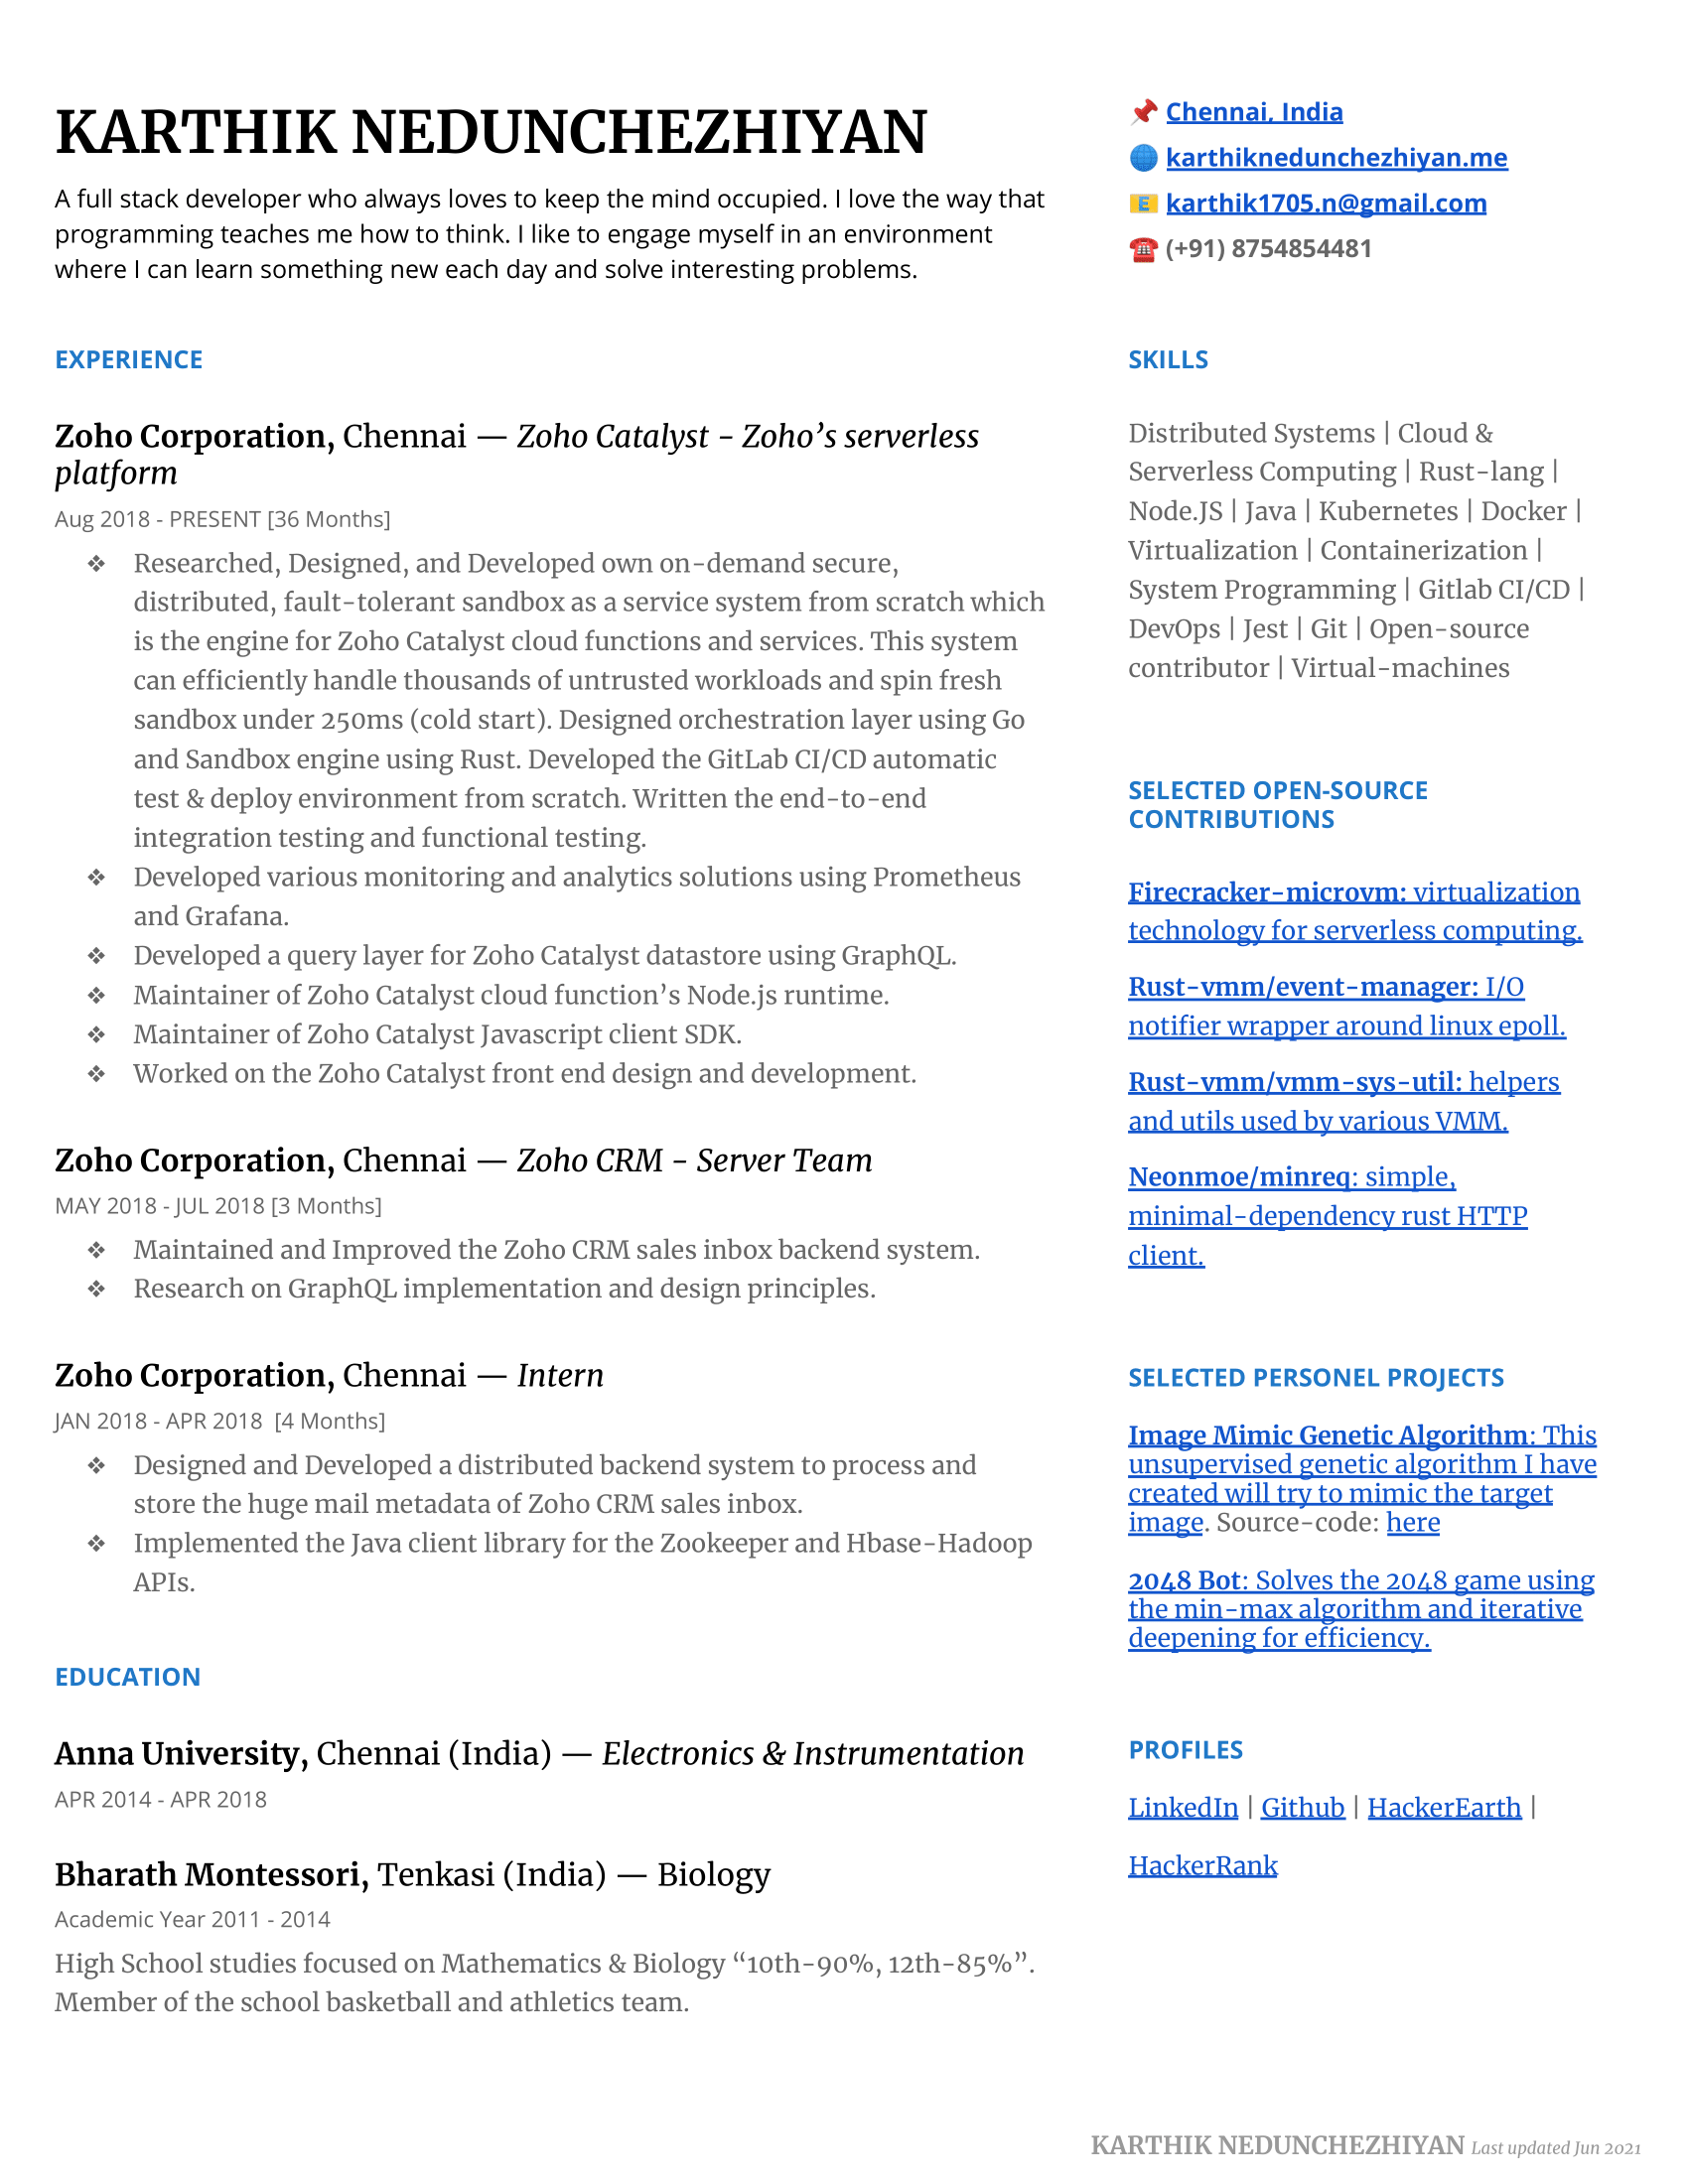 KARTHIK NEDUNCHEZHIYAN
A full stack developer who always loves to keep the mind occupied. I love the way that
programming teaches me how to think. I like to engage myself in an environment
where I can learn something new each day and solve interesting problems.
📌 Chennai, India
🌐 karthiknedunchezhiyan.me
📧 karthik1705.n@gmail.com
☎️ (+91) 8754854481
EXPERIENCE
Zoho Corporation, Chennai — Zoho Catalyst - Zoho’s serverless
platform
Aug 2018 - PRESENT [36 Months]
❖ Researched, Designed, and Developed own on-demand secure,
distributed, fault-tolerant sandbox as a service system from scratch which
is the engine for Zoho Catalyst cloud functions and services. This system
can efficiently handle thousands of untrusted workloads and spin fresh
sandbox under 250ms (cold start). Designed orchestration layer using Go
and Sandbox engine using Rust. Developed the GitLab CI/CD automatic
test & deploy environment from scratch. Written the end-to-end
integration testing and functional testing.
❖ Developed various monitoring and analytics solutions using Prometheus
and Grafana.
❖ Developed a query layer for Zoho Catalyst datastore using GraphQL.
❖ Maintainer of Zoho Catalyst cloud function’s Node.js runtime.
❖ Maintainer of Zoho Catalyst Javascript client SDK.
❖ Worked on the Zoho Catalyst front end design and development.
Zoho Corporation, Chennai — Zoho CRM - Server Team
MAY 2018 - JUL 2018 [3 Months]
❖ Maintained and Improved the Zoho CRM sales inbox backend system.
❖ Research on GraphQL implementation and design principles.
Zoho Corporation, Chennai — Intern
JAN 2018 - APR 2018 [4 Months]
❖ Designed and Developed a distributed backend system to process and
store the huge mail metadata of Zoho CRM sales inbox.
❖ Implemented the Java client library for the Zookeeper and Hbase-Hadoop
APIs.
EDUCATION
Anna University, Chennai (India) — Electronics & Instrumentation
APR 2014 - APR 2018
Bharath Montessori, Tenkasi (India) — Biology
Academic Year 2011 - 2014
High School studies focused on Mathematics & Biology “10th-90%, 12th-85%”.
Member of the school basketball and athletics team.
SKILLS
Distributed Systems | Cloud &
Serverless Computing | Rust-lang |
Node.JS | Java | Kubernetes | Docker |
Virtualization | Containerization |
System Programming | Gitlab CI/CD |
DevOps | Jest | Git | Open-source
contributor | Virtual-machines
SELECTED OPEN-SOURCE
CONTRIBUTIONS
Firecracker-microvm: virtualization
technology for serverless computing.
Rust-vmm/event-manager: I/O
notifier wrapper around linux epoll.
Rust-vmm/vmm-sys-util: helpers
and utils used by various VMM.
Neonmoe/minreq: simple,
minimal-dependency rust HTTP
client.
SELECTED PERSONEL PROJECTS
Image Mimic Genetic Algorithm: This
unsupervised genetic algorithm I have
created will try to mimic the target
image. Source-code: here
2048 Bot: Solves the 2048 game using
the min-max algorithm and iterative
deepening for efficiency.
PROFILES
LinkedIn | Github | HackerEarth |
HackerRank
KARTHIK NEDUNCHEZHIYAN Last updated Jun 2021